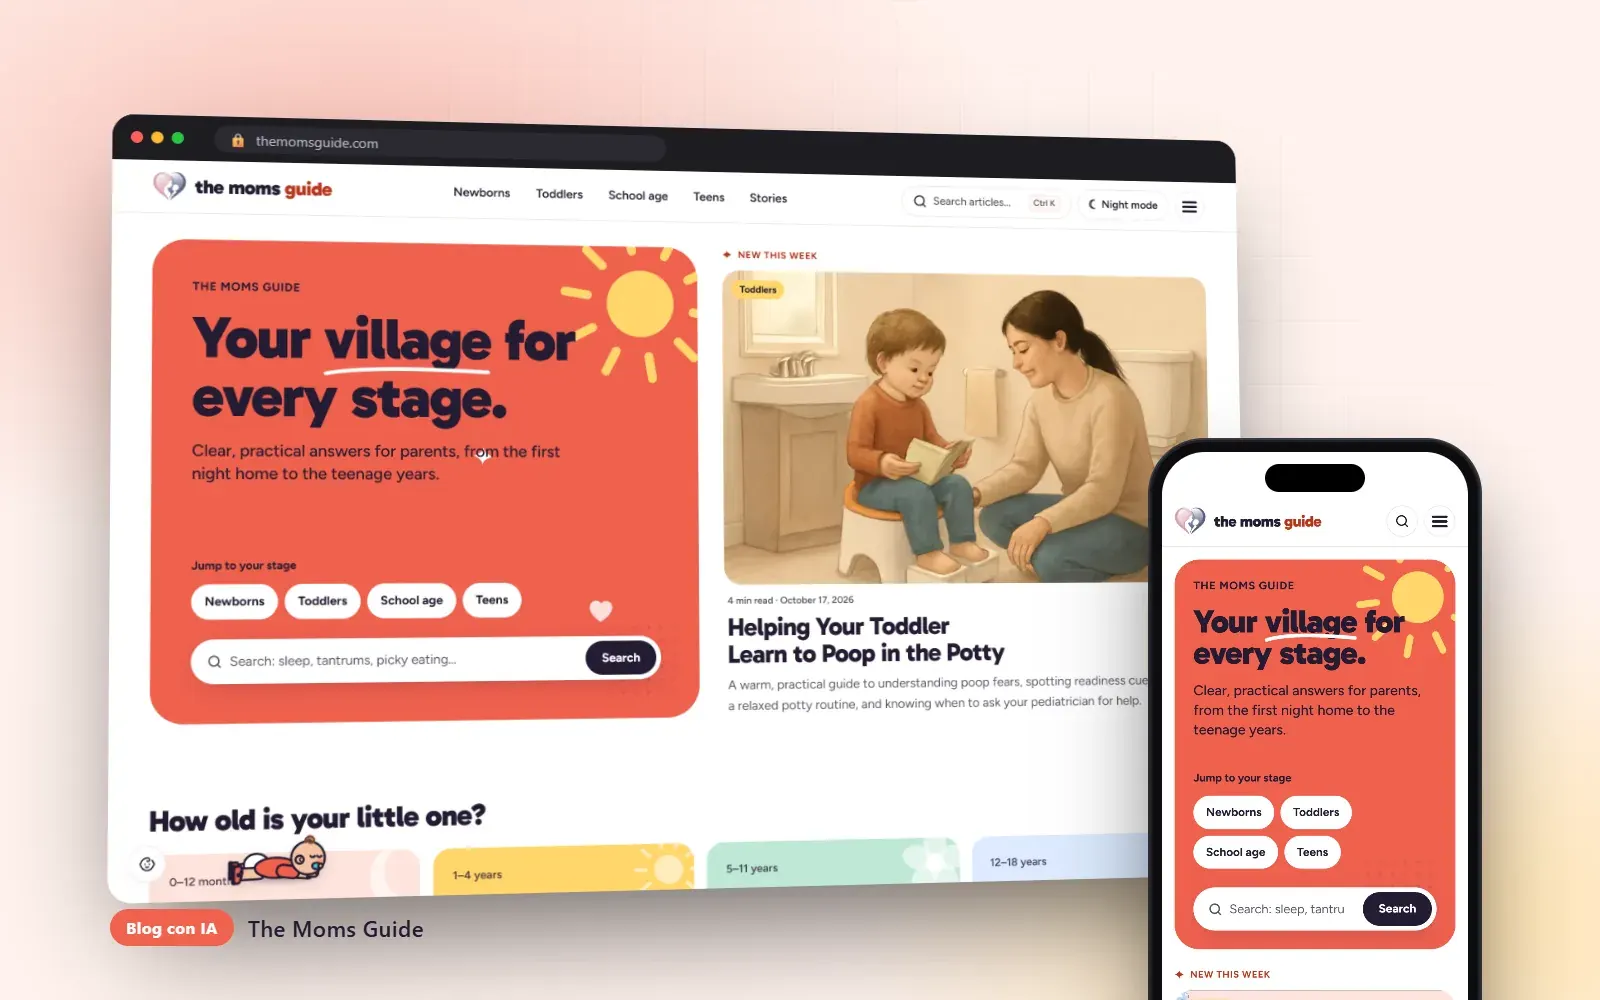 themomsguide.com
the moms guide
Newborns
Toddlers
School age
Teens
Stories
Search articles...
Ctrl K
Night mode
THE MOMS GUIDE
Your village for
every stage.
Clear, practical answers for parents, from the first
night home to the teenage years.
Jump to your stage
Newborns
Toddlers
School age
Teens
Search: sleep, tantrums, picky eating...
Search
NEW THIS WEEK
Toddlers
4 min read · October 17, 2026
Helping Your Toddler
Learn to Poop in the Potty
A warm, practical guide to understanding poop fears, spotting readiness cue
a relaxed potty routine, and knowing when to ask your pediatrician for help.
How old is your little one?
0–12 mont
1–4 years
5–11 years
12–18 years
Blog con IA
The Moms Guide
the moms guide
THE MOMS GUIDE
Your village for
every stage.
Clear, practical answers for parents,
from the first night home to the
teenage years.
Jump to your stage
Newborns
Toddlers
School age
Teens
Search: sleep, tantru
Search
NEW THIS WEEK